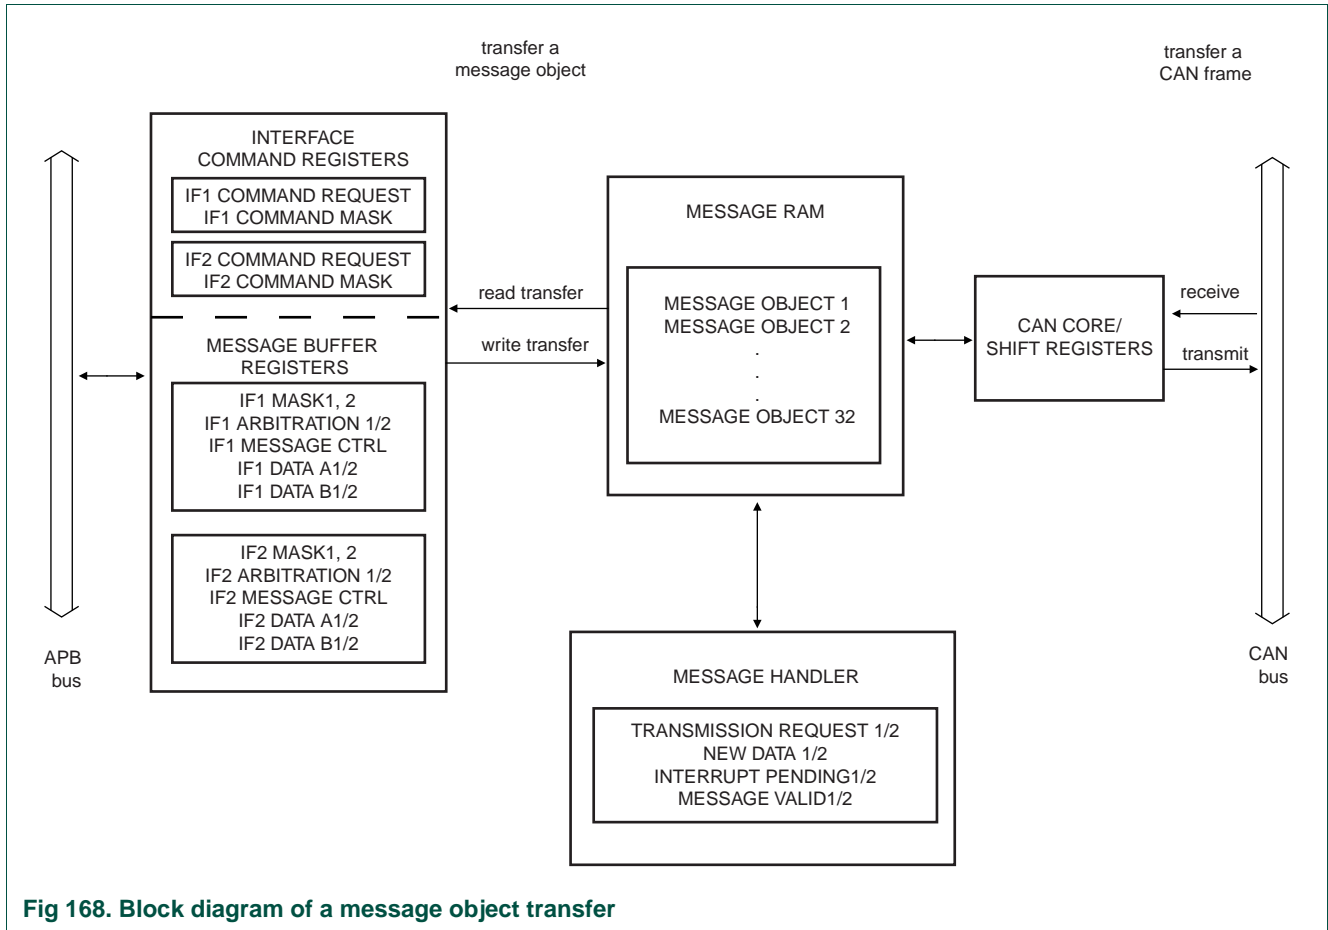 transfer a
message object
transfer a
CAN frame
INTERFACE
COMMAND REGISTERS
IF1 COMMAND REQUEST
IF1 COMMAND MASK
IF2 COMMAND REQUEST
IF2 COMMAND MASK
MESSAGE BUFFER
REGISTERS
IF1 MASK1, 2
IF1 ARBITRATION 1/2
IF1 MESSAGE CTRL
IF1 DATA A1/2
IF1 DATA B1/2
IF2 MASK1, 2
IF2 ARBITRATION 1/2
IF2 MESSAGE CTRL
IF2 DATA A1/2
IF2 DATA B1/2
APB
bus
read transfer
write transfer
MESSAGE RAM
MESSAGE OBJECT 1
MESSAGE OBJECT 2
.
.
.
MESSAGE OBJECT 32
CAN CORE/
SHIFT REGISTERS
receive
transmit
CAN
bus
MESSAGE HANDLER
TRANSMISSION REQUEST 1/2
NEW DATA 1/2
INTERRUPT PENDING1/2
MESSAGE VALID1/2
Fig 168. Block diagram of a message object transfer